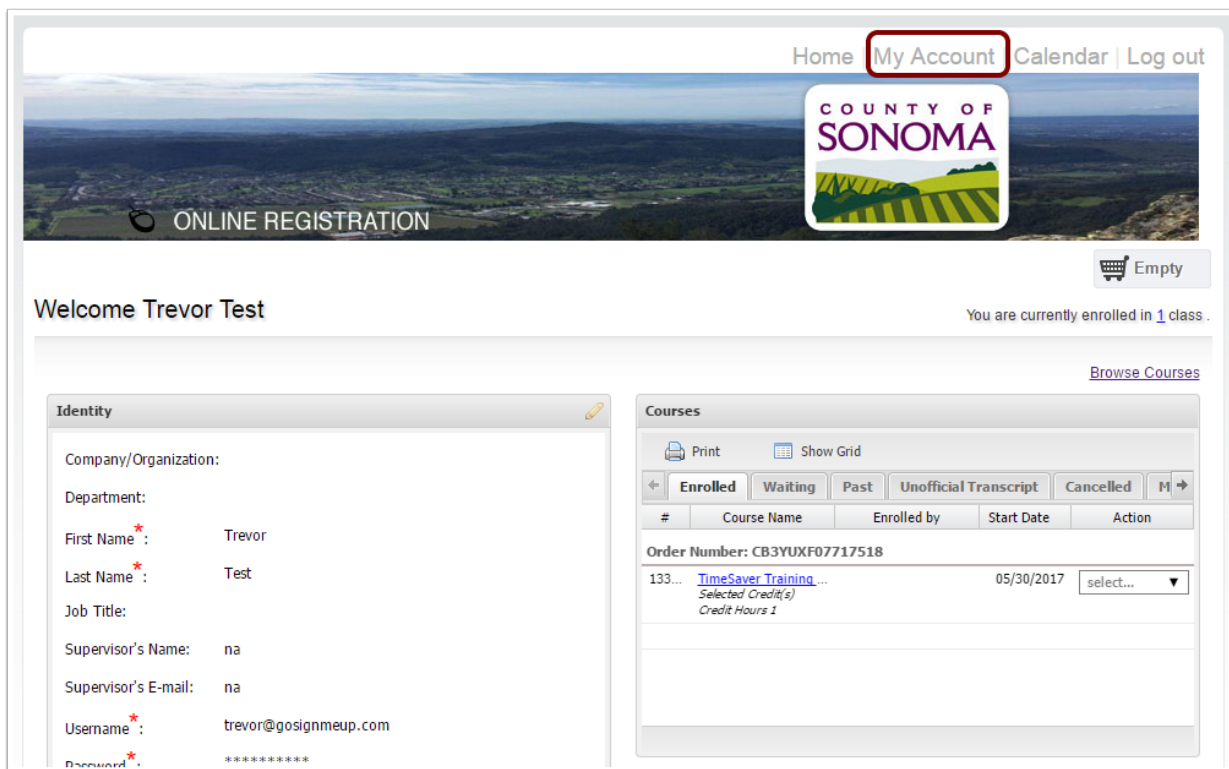 Home | My Account | Calendar | Log out
COUNTY OF
SONOMA
ONLINE REGISTRATION
Empty
Welcome Trevor Test
You are currently enrolled in 1 class .
Browse Courses
Identity
Company/Organization:
Department:
First Name*: Trevor
Last Name*: Test
Job Title:
Supervisor's Name: na
Supervisor's E-mail: na
Username*: trevor@gosignmeup.com
Password*: **********
Courses
Print Show Grid
Enrolled Waiting Past Unofficial Transcript Cancelled M
# Course Name Enrolled by Start Date Action
Order Number: CB3YUXF07717518
133... TimeSaver Training ... 05/30/2017 select...
Selected Credit(s)
Credit Hours 1